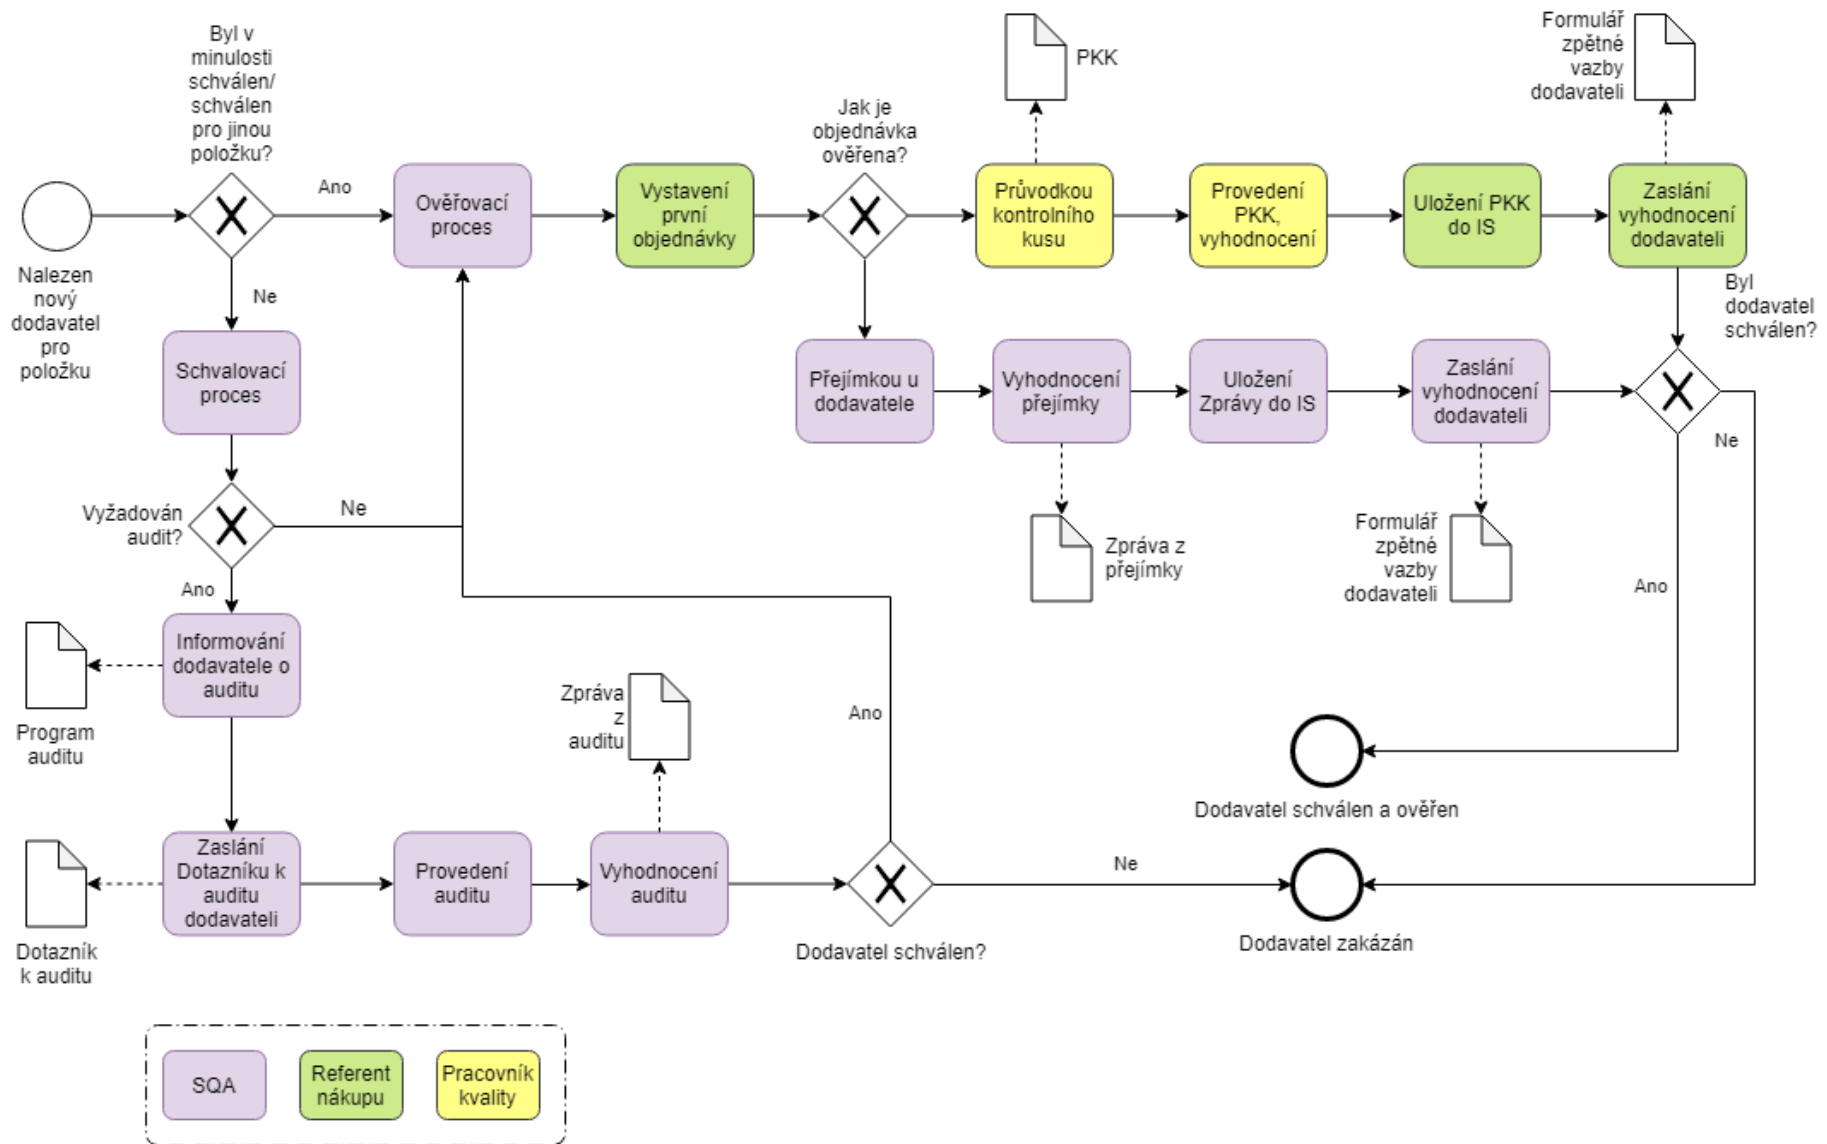 Byl v
minulosti
schválen/
schválen
pro jinou
položku?
PKK
Formulář
zpětné
vazby
dodavateli
Jak je
objednávka
ověřena?
Ano
Ověřovací
proces
Vystavení
první
objednávky
Průvodkou
kontrolního
kusu
Provedení
PKK,
vyhodnocení
Uložení PKK
do IS
Zaslání
vyhodnocení
dodavateli
Nalezen
nový
dodavatel
pro
položku
Ne
Byl
dodavatel
schválen?
Schvalovací
proces
Přejímkou u
dodavatele
Vyhodnocení
přejímky
Uložení
Zprávy do IS
Zaslání
vyhodnocení
dodavateli
Ne
Vyžadován
audit?
Ne
Zpráva z
přejímky
Formulář
zpětné
vazby
dodavateli
Ano
Ano
Informování
dodavatele o
auditu
Program
auditu
Zpráva
z
auditu
Ano
Dodavatel schválen a ověřen
Zaslání
Dotazníku k
auditu
dodavateli
Provedení
auditu
Vyhodnocení
auditu
Ne
Dotazník
k auditu
Dodavatel schválen?
Dodavatel zakázán
SQA
Referent
nákupu
Pracovník
kvality